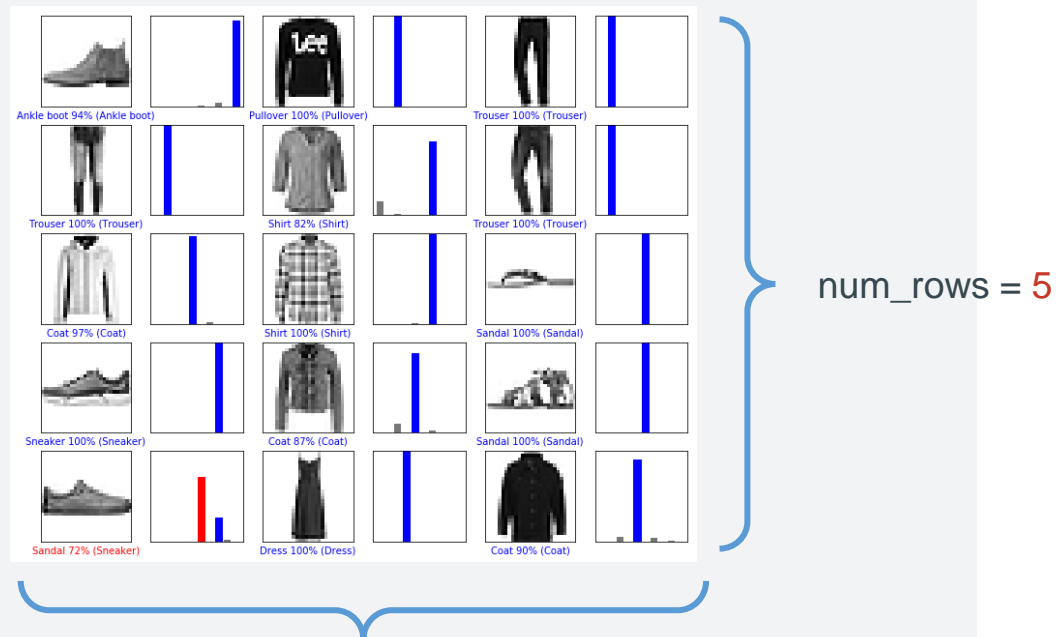 Lee
Ankle boot 94% (Ankle boot)
Pullover 100% (Pullover)
Trouser 100% (Trouser)
Trouser 100% (Trouser)
Shirt 82% (Shirt)
Trouser 100% (Trouser)
Coat 97% (Coat)
Shirt 100% (Shirt)
Sandal 100% (Sandal)
num_rows = 5
Sneaker 100% (Sneaker)
Coat 87% (Coat)
Sandal 100% (Sandal)
Sandal 72% (Sneaker)
Dress 100% (Dress)
Coat 90% (Coat)